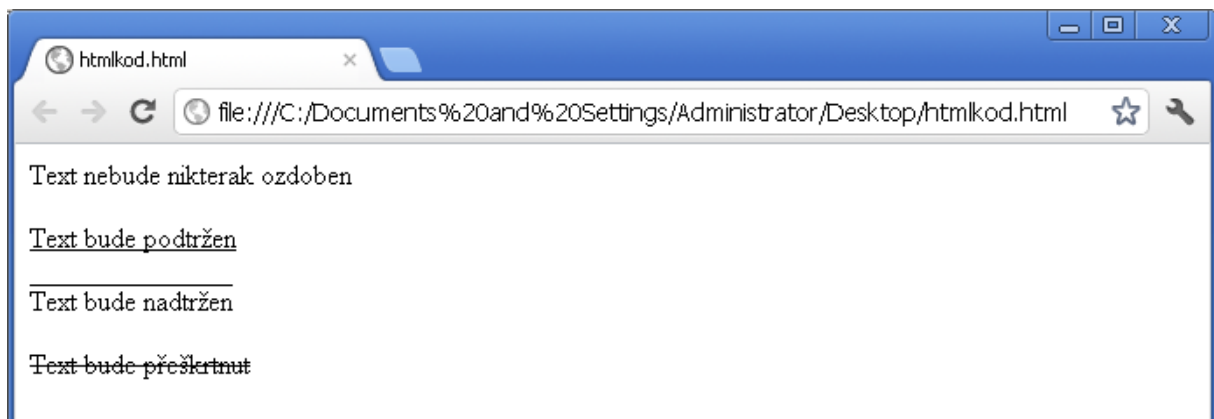 htmlkod.html
file:///C:/Documents%20and%20Settings/Administrator/Desktop/htmlkod.html
Text nebude nikterak ozdoben
Text bude podtržen
Text bude nadtržen
Text bude přeškrtnut